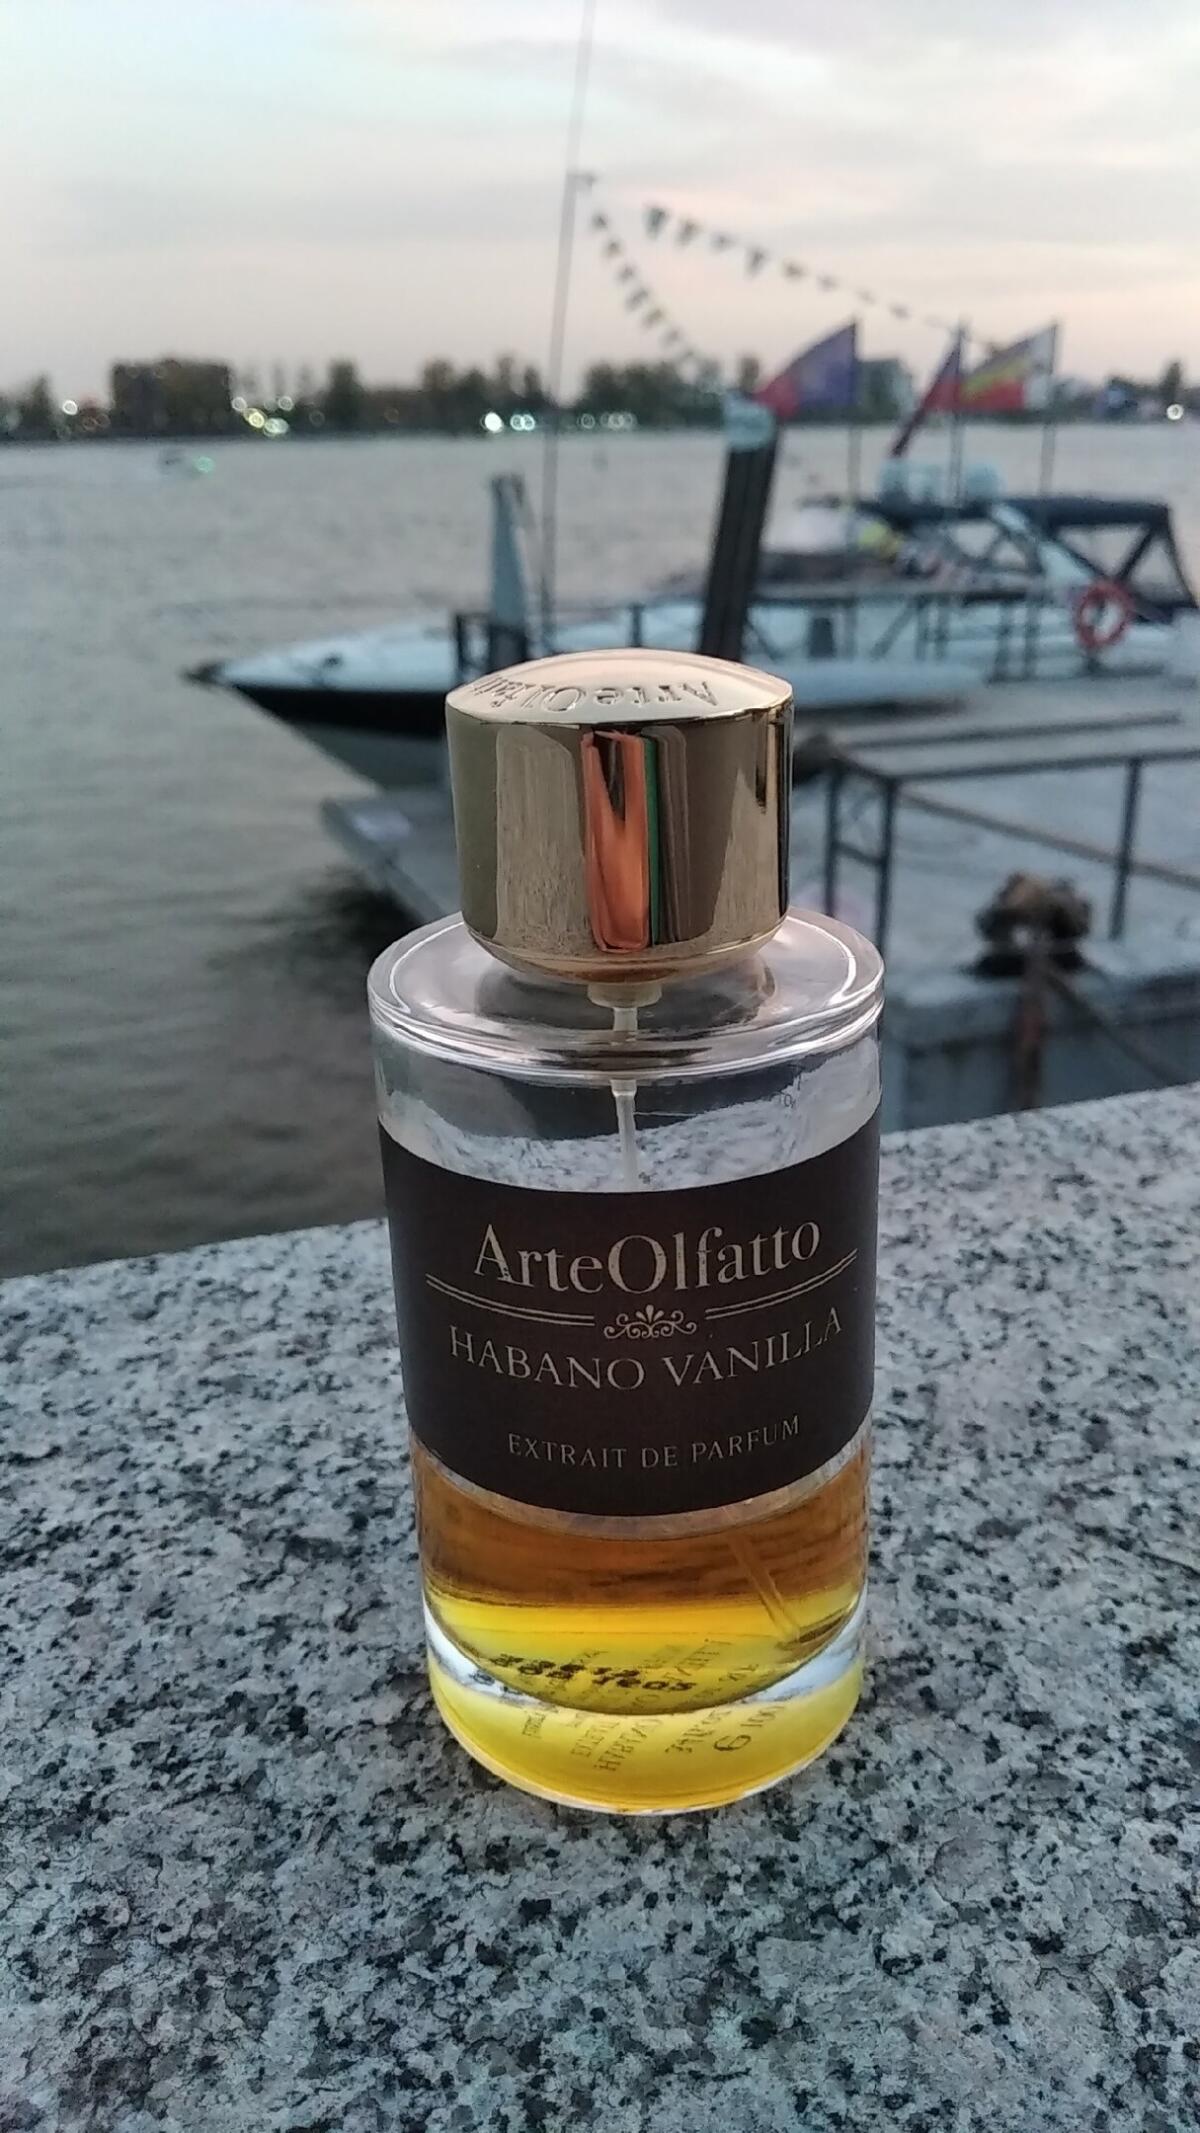 ArteOlfatto
ArteOlfatto
HABANO VANILLA
EXTRAIT DE PARFUM